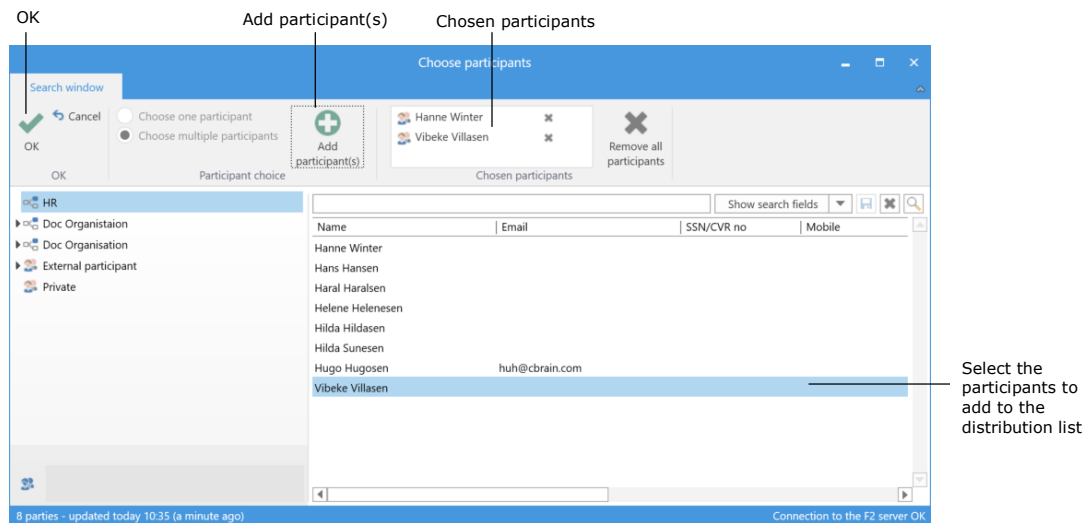 OK
Add participant(s)
Chosen participants
Choose participants
Search window
OK
Cancel
Choose one participant
Choose multiple participants
Add
participant(s)
Hanne Winter
Vibeke Villasen
Remove all
participants
OK
Participant choice
Chosen participants
HR
Doc Organistaion
Doc Organisation
External participant
Private
Show search fields
Name Email SSN/CVR no Mobile
Hanne Winter
Hans Hansen
Haral Haralsen
Helene Helenesen
Hilda Hildasen
Hilda Sunesen
Hugo Hugosen huh@cbrain.com
Vibeke Villasen
Select the
participants to
add to the
distribution list
8 parties - updated today 10:35 (a minute ago)
Connection to the F2 server OK